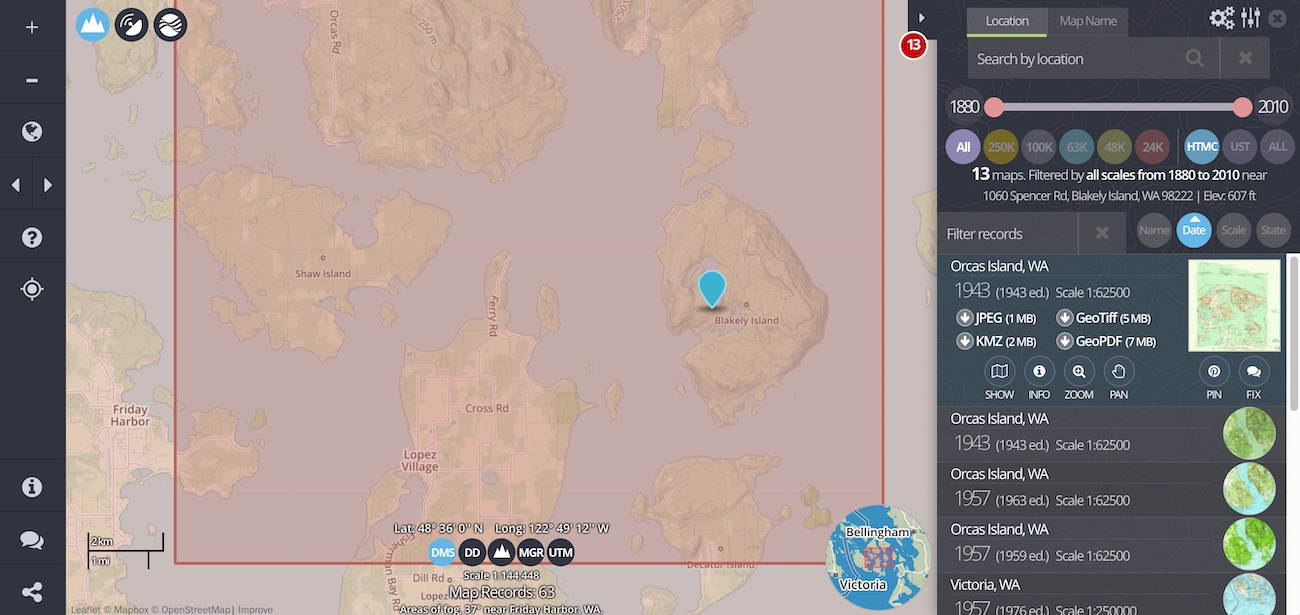 Orcas Rd
250 m
250
Shaw Island
Ferry Rd
Blakely Island
Friday
Harbor
Cross Rd
Lopez
Village
Fisherman Bay Rd
Decatur Island
Dill Rd
Lopez
2 km
1 mi
Lat: 48° 36' 0" N Long: 122° 49' 12" W
DMS DD MGR UTM
Scale 1:144,448
Map Records: 63
Areas of fog, 37° near Friday Harbor, WA.
Leaflet © Mapbox © OpenStreetMap | Improve
Bellingham
Victoria
13
Location Map Name
Search by location
1880 2010
All 250K 100K 63K 48K 24K HTMC UST ALL
13 maps. Filtered by all scales from 1880 to 2010 near
1060 Spencer Rd, Blakely Island, WA 98222 | Elev: 607 ft
Filter records Name Date Scale State
Orcas Island, WA
1943 (1943 ed.) Scale 1:62500
JPEG (1 MB) GeoTiff (5 MB)
KMZ (2 MB) GeoPDF (7 MB)
SHOW INFO ZOOM PAN PIN FIX
Orcas Island, WA
1943 (1943 ed.) Scale 1:62500
Orcas Island, WA
1957 (1963 ed.) Scale 1:62500
Orcas Island, WA
1957 (1959 ed.) Scale 1:62500
Victoria, WA
1957 (1976 ed.) Scale 1:250000